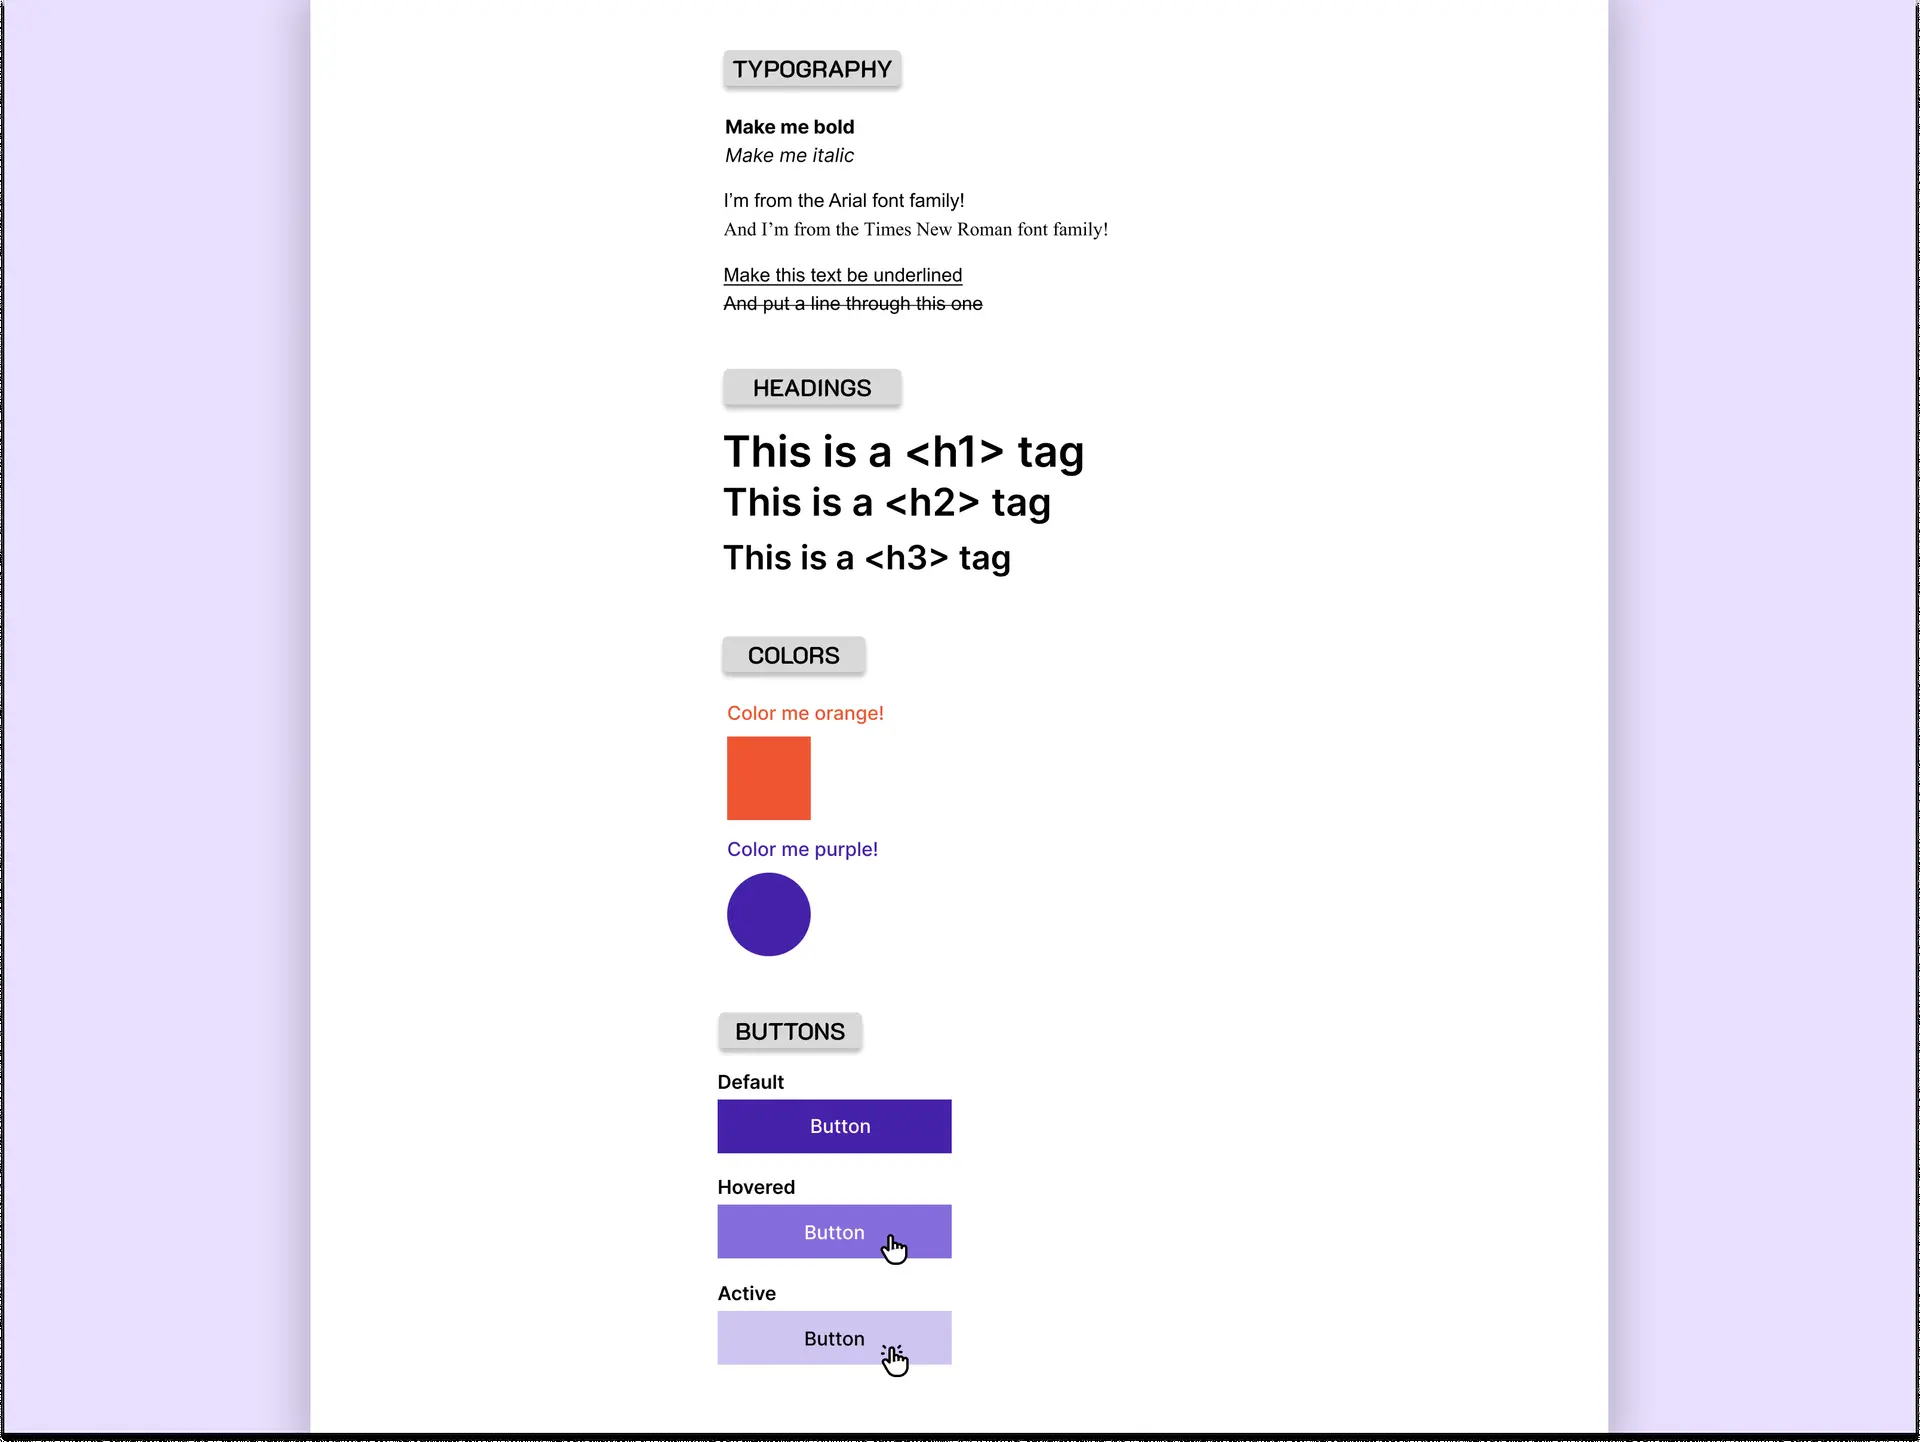 TYPOGRAPHY
Make me bold
Make me italic
I’m from the Arial font family!
And I’m from the Times New Roman font family!
Make this text be underlined
And put a line through this one
HEADINGS
This is a <h1> tag
This is a <h2> tag
This is a <h3> tag
COLORS
Color me orange!
Color me purple!
BUTTONS
Default
Button
Hovered
Button
Active
Button